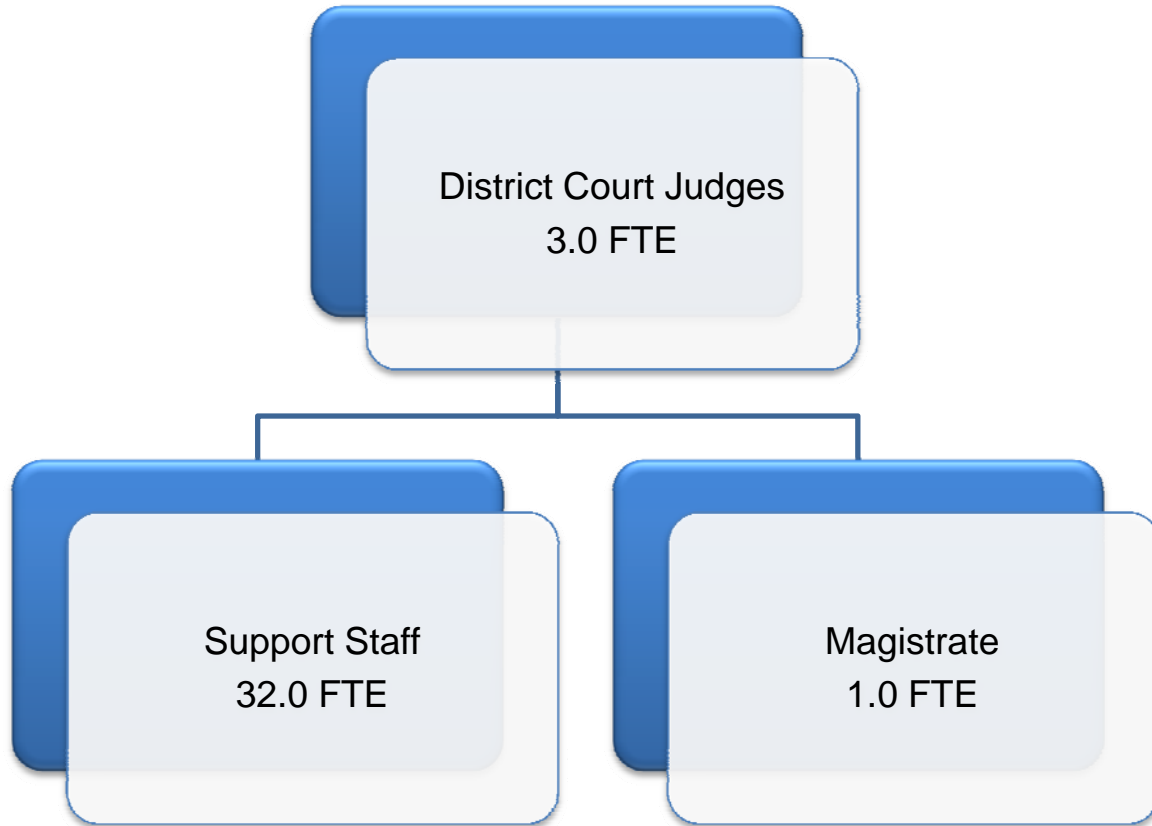 District Court Judges
3.0 FTE
Support Staff
32.0 FTE
Magistrate
1.0 FTE